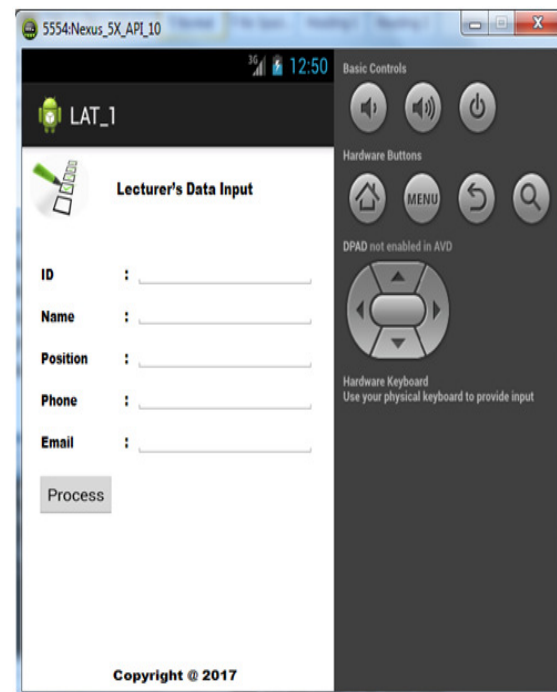 5554:Nexus_5X_API_10
3G 12:50
LAT_1
Lecturer's Data Input
ID :
Name :
Position :
Phone :
Email :
Process
Copyright @ 2017
Basic Controls
Hardware Buttons
MENU
DPAD not enabled in AVD
Hardware Keyboard
Use your physical keyboard to provide input